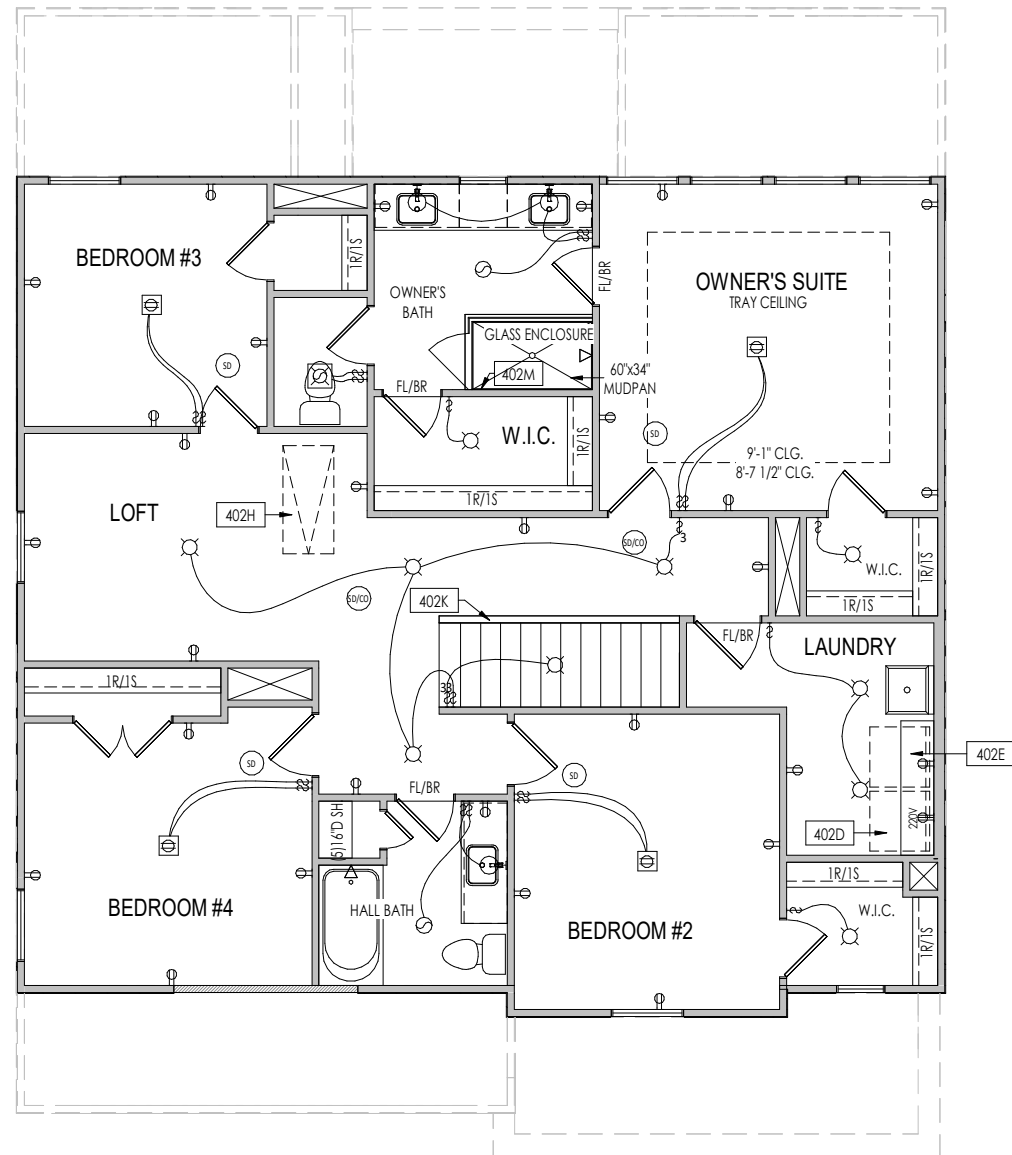 BEDROOM #3
1R/1S
OWNER'S
BATH
FL/BR
OWNER'S SUITE
TRAY CEILING
GLASS ENCLOSURE
402M
60"x34"
MUDPAN
SD
FL/BR
W.I.C.
1R/1S
1R/1S
SD
9'-1" CLG.
8'-7 1/2" CLG.
LOFT
402H
3
SD/CO
W.I.C.
1R/1S
1R/1S
SD/CO
402K
FL/BR
LAUNDRY
1R/1S
33
402E
SD
SD
FL/BR
220V
402D
(5)16"D SH
1R/1S
BEDROOM #4
HALL BATH
BEDROOM #2
W.I.C.
1R/1S